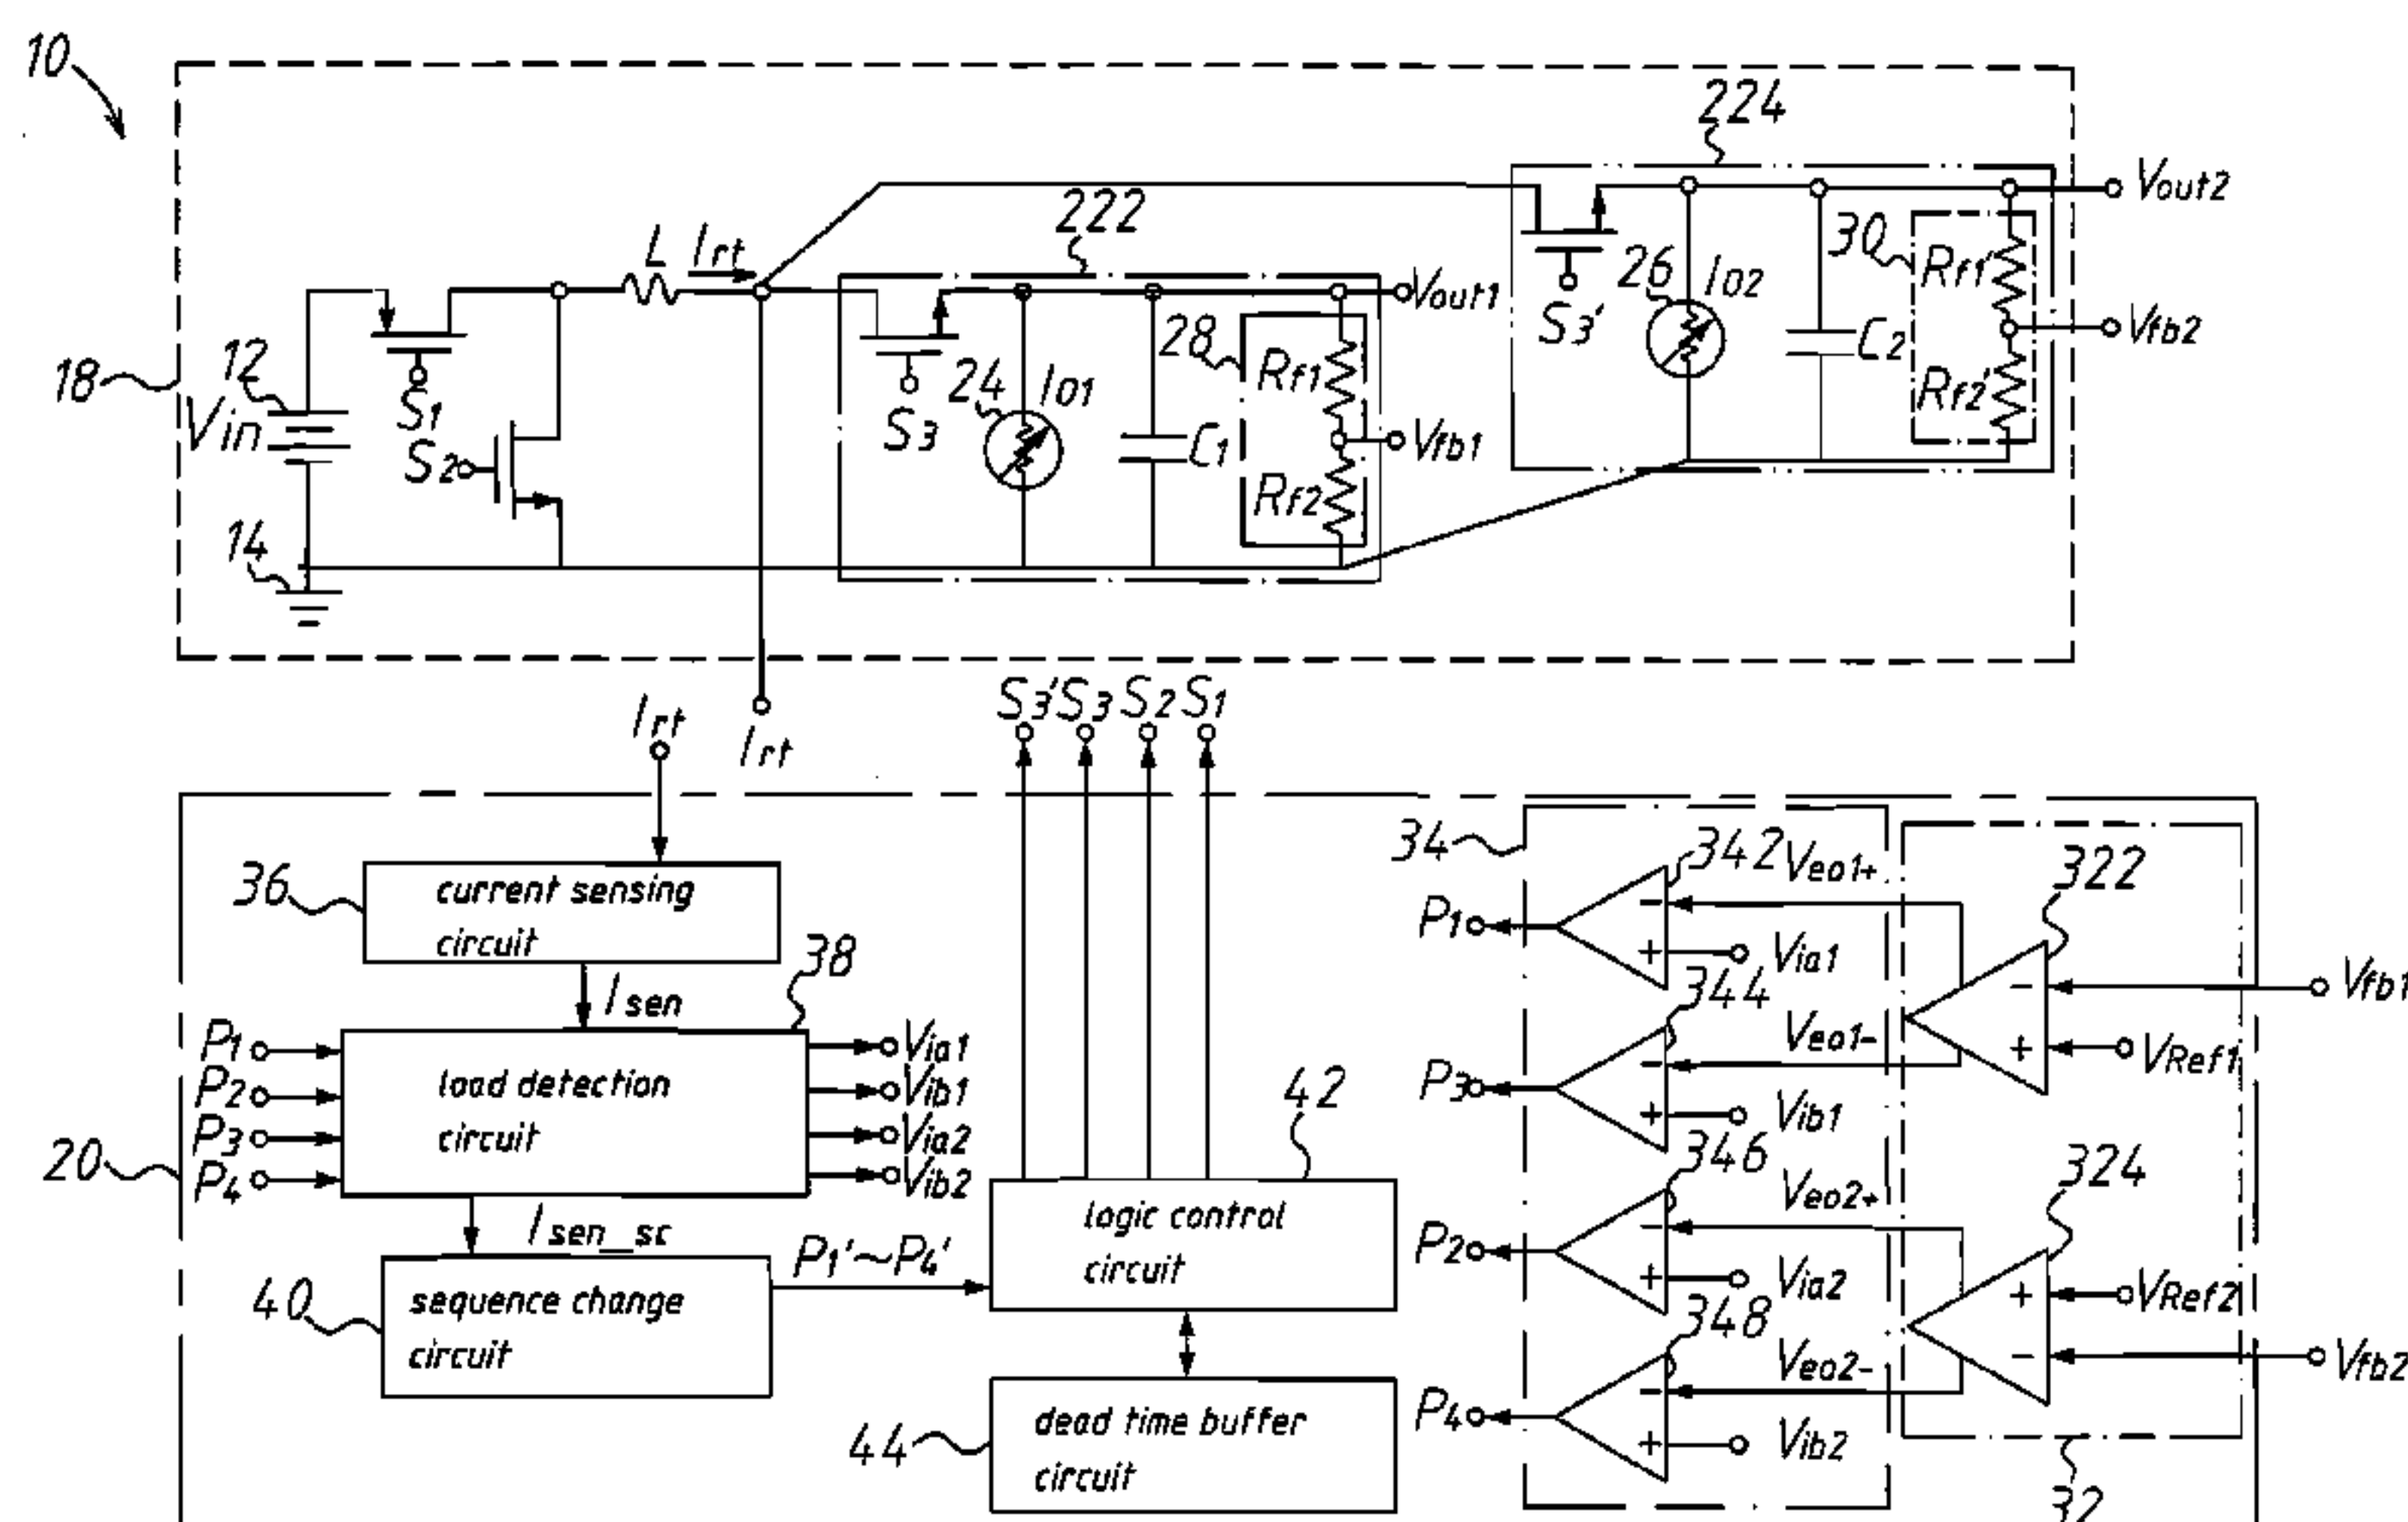 10
224
Vout2
222
L Irt
30
Rf1'
26
IO2
S3'
Vout1
Vfb2
C2
Rf2'
18
12
Vin
S1
S2
28
Rf1
24
IO1
S3
C1
Vfb1
Rf2
14
Irt
Irt
S3' S3 S2 S1
34
342
Veo1+
322
36
current sensing
circuit
P1
Via1
38
344
Isen
Vfb1
P1
P2
P3
P4
load detection
circuit
Via1
Vib1
Via2
Vib2
Veo1-
VRef1
P3
Vib1
42
20
346
324
Isen_sc
P1'~P4'
logic control
circuit
Veo2+
P2
Via2
VRef2
40
sequence change
circuit
348
Veo2-
Vfb2
P4
Vib2
44
dead time buffer
circuit
32
- + - + - + - +
- + + -